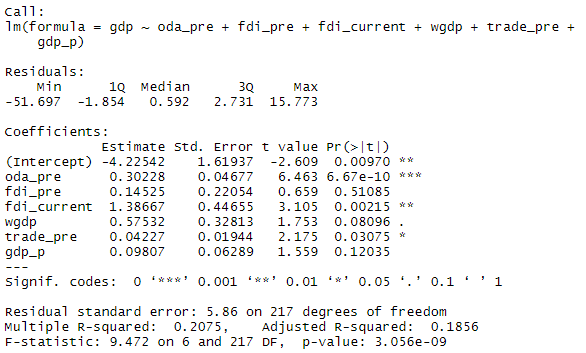 Call:
lm(formula = gdp ~ oda_pre + fdi_pre + fdi_current + wgdp + trade_pre +
    gdp_p)

Residuals:
    Min      1Q  Median      3Q     Max
-51.697  -1.854   0.592   2.731  15.773

Coefficients:
            Estimate Std. Error t value Pr(>|t|)
(Intercept) -4.22542    1.61937  -2.609  0.00970 **
oda_pre      0.30228    0.04677   6.463 6.67e-10 ***
fdi_pre      0.14525    0.22054   0.659  0.51085
fdi_current  1.38667    0.44655   3.105  0.00215 **
wgdp         0.57532    0.32813   1.753  0.08096 .
trade_pre    0.04227    0.01944   2.175  0.03075 *
gdp_p        0.09807    0.06289   1.559  0.12035
---
Signif. codes:  0 ‘***’ 0.001 ‘**’ 0.01 ‘*’ 0.05 ‘.’ 0.1 ‘ ’ 1

Residual standard error: 5.86 on 217 degrees of freedom
Multiple R-squared:  0.2075,    Adjusted R-squared:  0.1856
F-statistic: 9.472 on 6 and 217 DF,  p-value: 3.056e-09